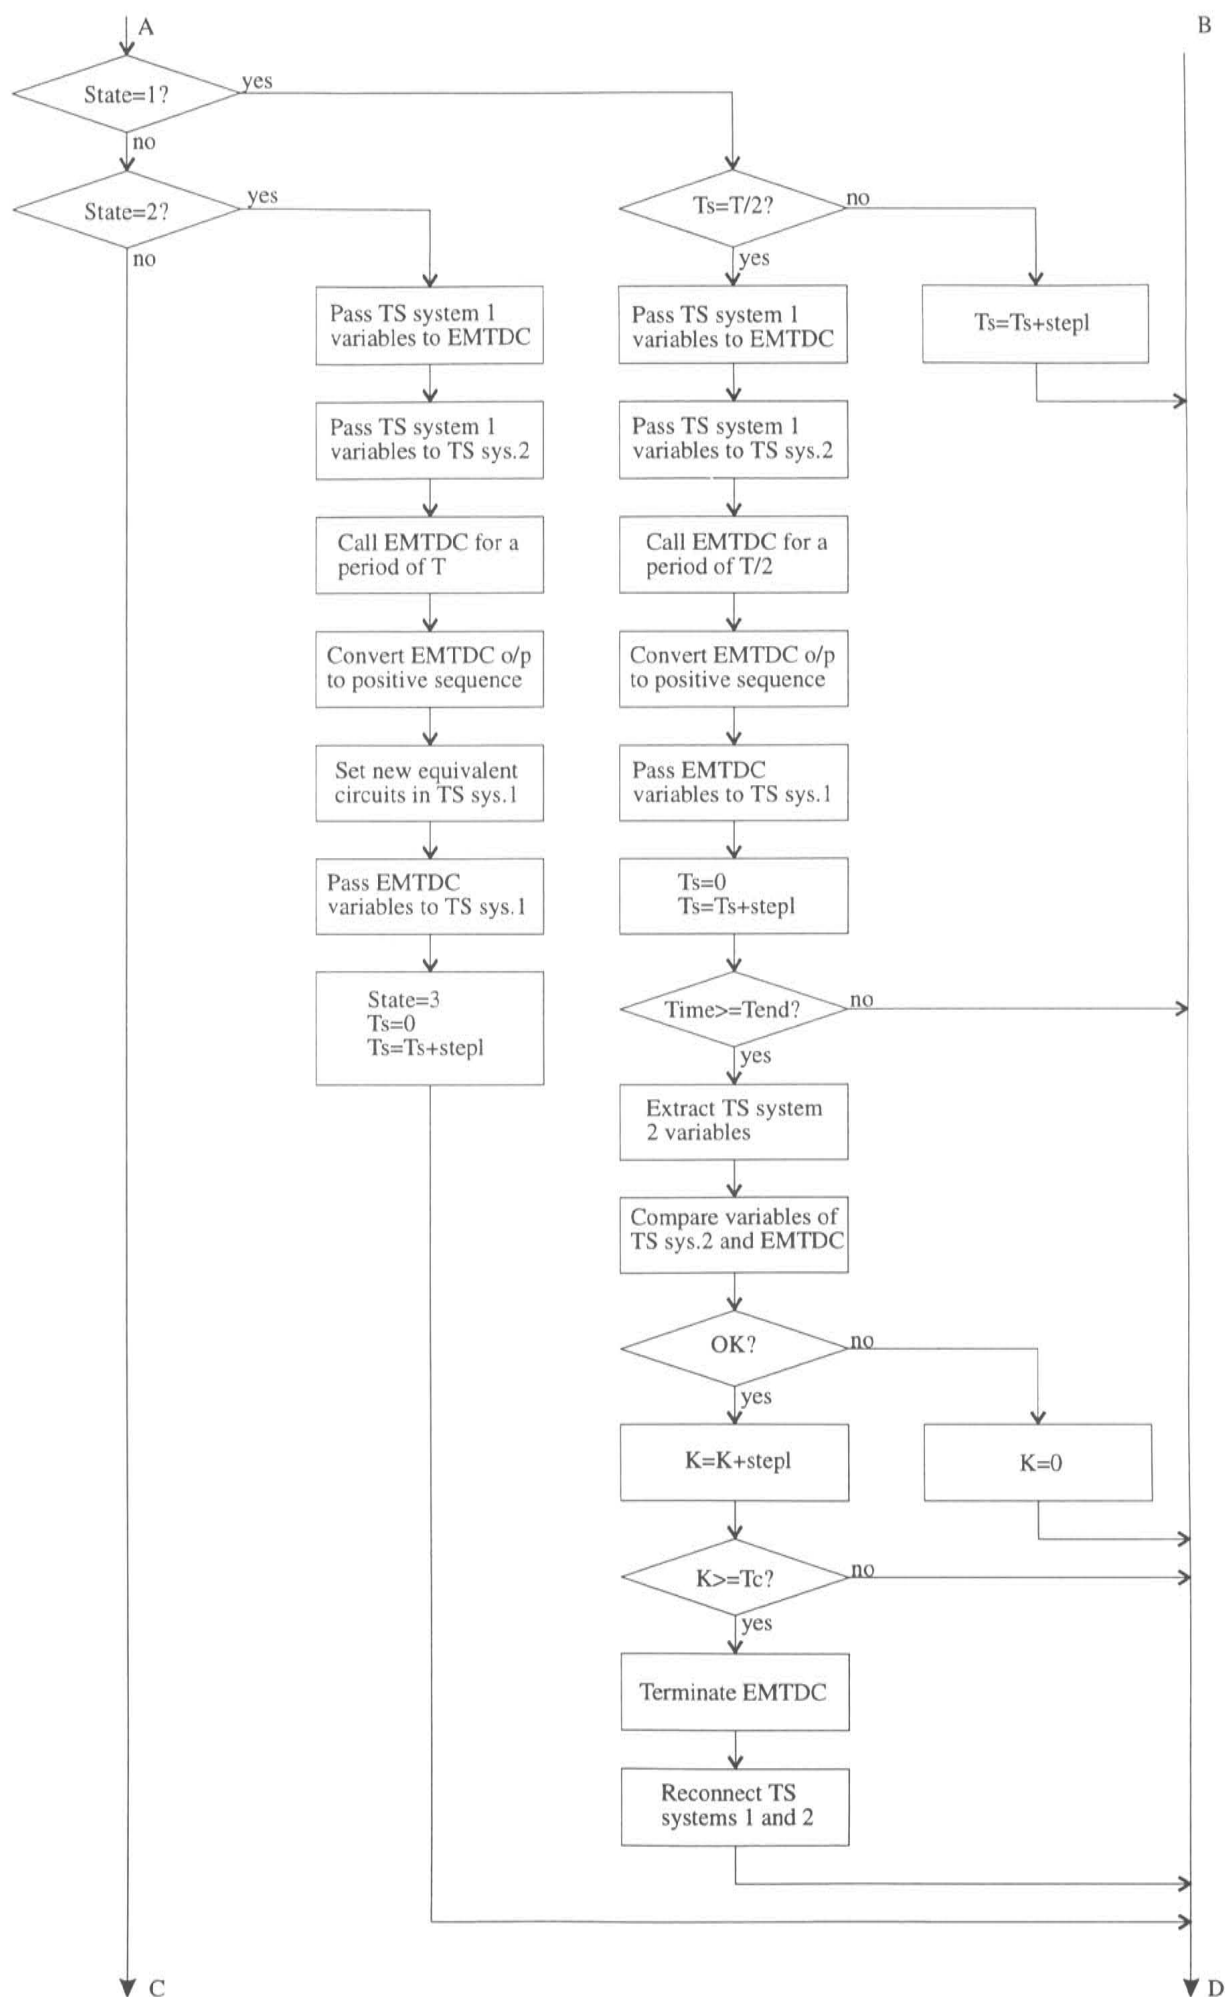 A
B
State=1?
yes
no
State=2?
yes
no
Ts=T/2?
no
yes
Pass TS system 1
variables to EMTDC
Pass TS system 1
variables to TS sys.2
Call EMTDC for a
period of T
Convert EMTDC o/p
to positive sequence
Set new equivalent
circuits in TS sys.1
Pass EMTDC
variables to TS sys.1
State=3
Ts=0
Ts=Ts+stepl
Pass TS system 1
variables to EMTDC
Pass TS system 1
variables to TS sys.2
Call EMTDC for a
period of T/2
Convert EMTDC o/p
to positive sequence
Pass EMTDC
variables to TS sys.1
Ts=0
Ts=Ts+stepl
Time>=Tend?
no
yes
Extract TS system
2 variables
Compare variables of
TS sys.2 and EMTDC
OK?
no
yes
K=K+stepl
K>=Tc?
no
yes
Terminate EMTDC
Reconnect TS
systems 1 and 2
Ts=Ts+stepl
K=0
C
D